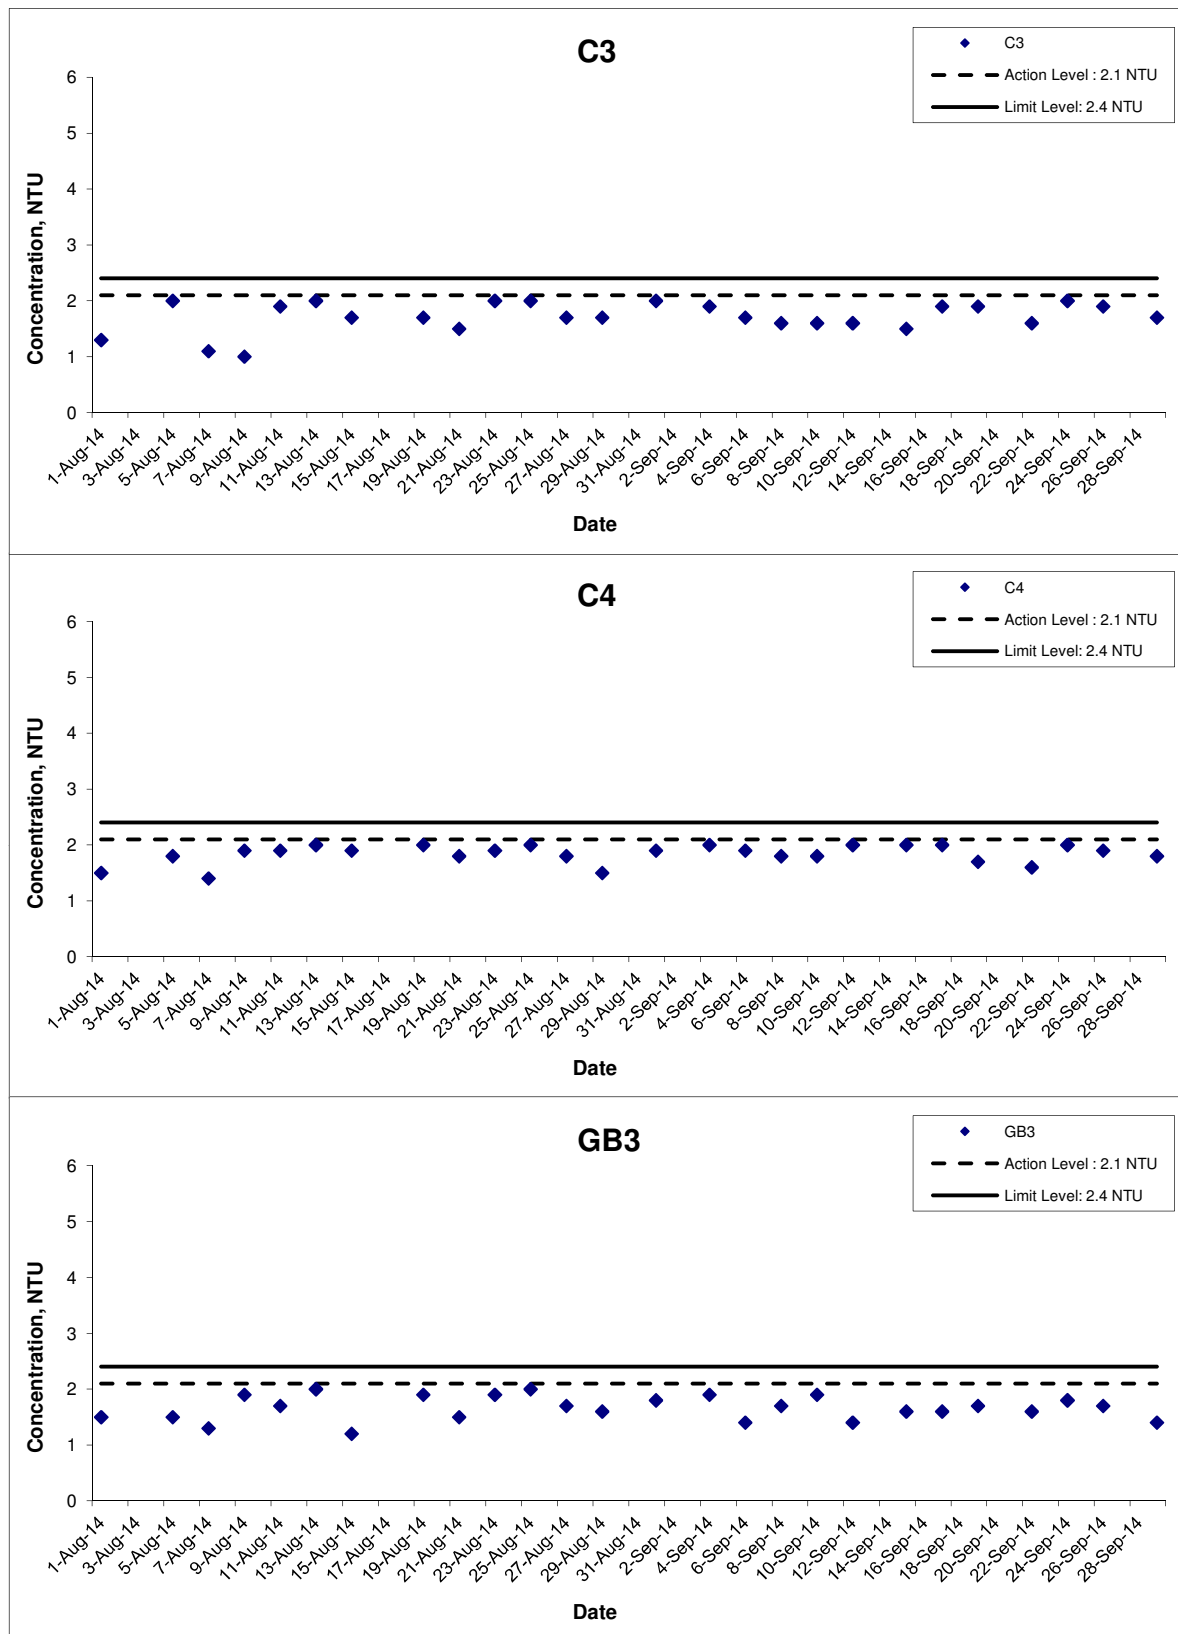 C3
C3
Action Level : 2.1 NTU
Limit Level: 2.4 NTU
6
5
4
3
2
1
0
Concentration, NTU
1-Aug-14
3-Aug-14
5-Aug-14
7-Aug-14
9-Aug-14
11-Aug-14
13-Aug-14
15-Aug-14
17-Aug-14
19-Aug-14
21-Aug-14
23-Aug-14
25-Aug-14
27-Aug-14
29-Aug-14
31-Aug-14
2-Sep-14
4-Sep-14
6-Sep-14
8-Sep-14
10-Sep-14
12-Sep-14
14-Sep-14
16-Sep-14
18-Sep-14
20-Sep-14
22-Sep-14
24-Sep-14
26-Sep-14
28-Sep-14
Date
C4
C4
Action Level : 2.1 NTU
Limit Level: 2.4 NTU
6
5
4
3
2
1
0
Concentration, NTU
1-Aug-14
3-Aug-14
5-Aug-14
7-Aug-14
9-Aug-14
11-Aug-14
13-Aug-14
15-Aug-14
17-Aug-14
19-Aug-14
21-Aug-14
23-Aug-14
25-Aug-14
27-Aug-14
29-Aug-14
31-Aug-14
2-Sep-14
4-Sep-14
6-Sep-14
8-Sep-14
10-Sep-14
12-Sep-14
14-Sep-14
16-Sep-14
18-Sep-14
20-Sep-14
22-Sep-14
24-Sep-14
26-Sep-14
28-Sep-14
Date
GB3
GB3
Action Level : 2.1 NTU
Limit Level: 2.4 NTU
6
5
4
3
2
1
0
Concentration, NTU
1-Aug-14
3-Aug-14
5-Aug-14
7-Aug-14
9-Aug-14
11-Aug-14
13-Aug-14
15-Aug-14
17-Aug-14
19-Aug-14
21-Aug-14
23-Aug-14
25-Aug-14
27-Aug-14
29-Aug-14
31-Aug-14
2-Sep-14
4-Sep-14
6-Sep-14
8-Sep-14
10-Sep-14
12-Sep-14
14-Sep-14
16-Sep-14
18-Sep-14
20-Sep-14
22-Sep-14
24-Sep-14
26-Sep-14
28-Sep-14
Date